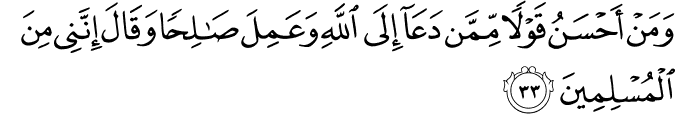 وَمَنۡ أَحۡسَنُ قَوۡلًا مِّمَّن دَعَآ إِلَى ٱللَّهِ وَعَمِلَ صَٰلِحًا وَقَالَ إِنَّنِي مِنَ
ٱلۡمُسۡلِمِينَ ٣٣